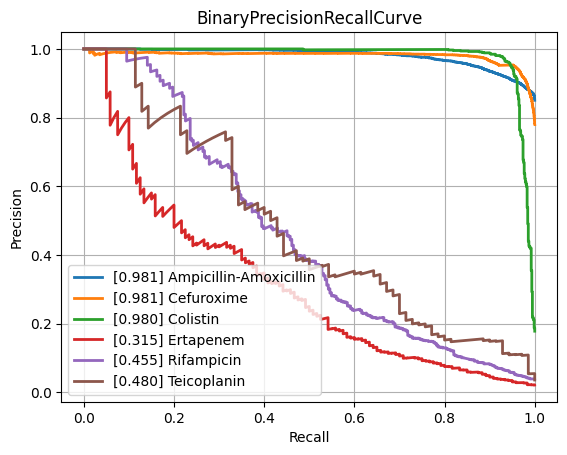 BinaryPrecisionRecallCurve
Precision
1.0
0.8
0.6
0.4
0.2
0.0
[0.981] Ampicillin-Amoxicillin
[0.981] Cefuroxime
[0.980] Colistin
[0.315] Ertapenem
[0.455] Rifampicin
[0.480] Teicoplanin
0.0 0.2 0.4 0.6 0.8 1.0
Recall